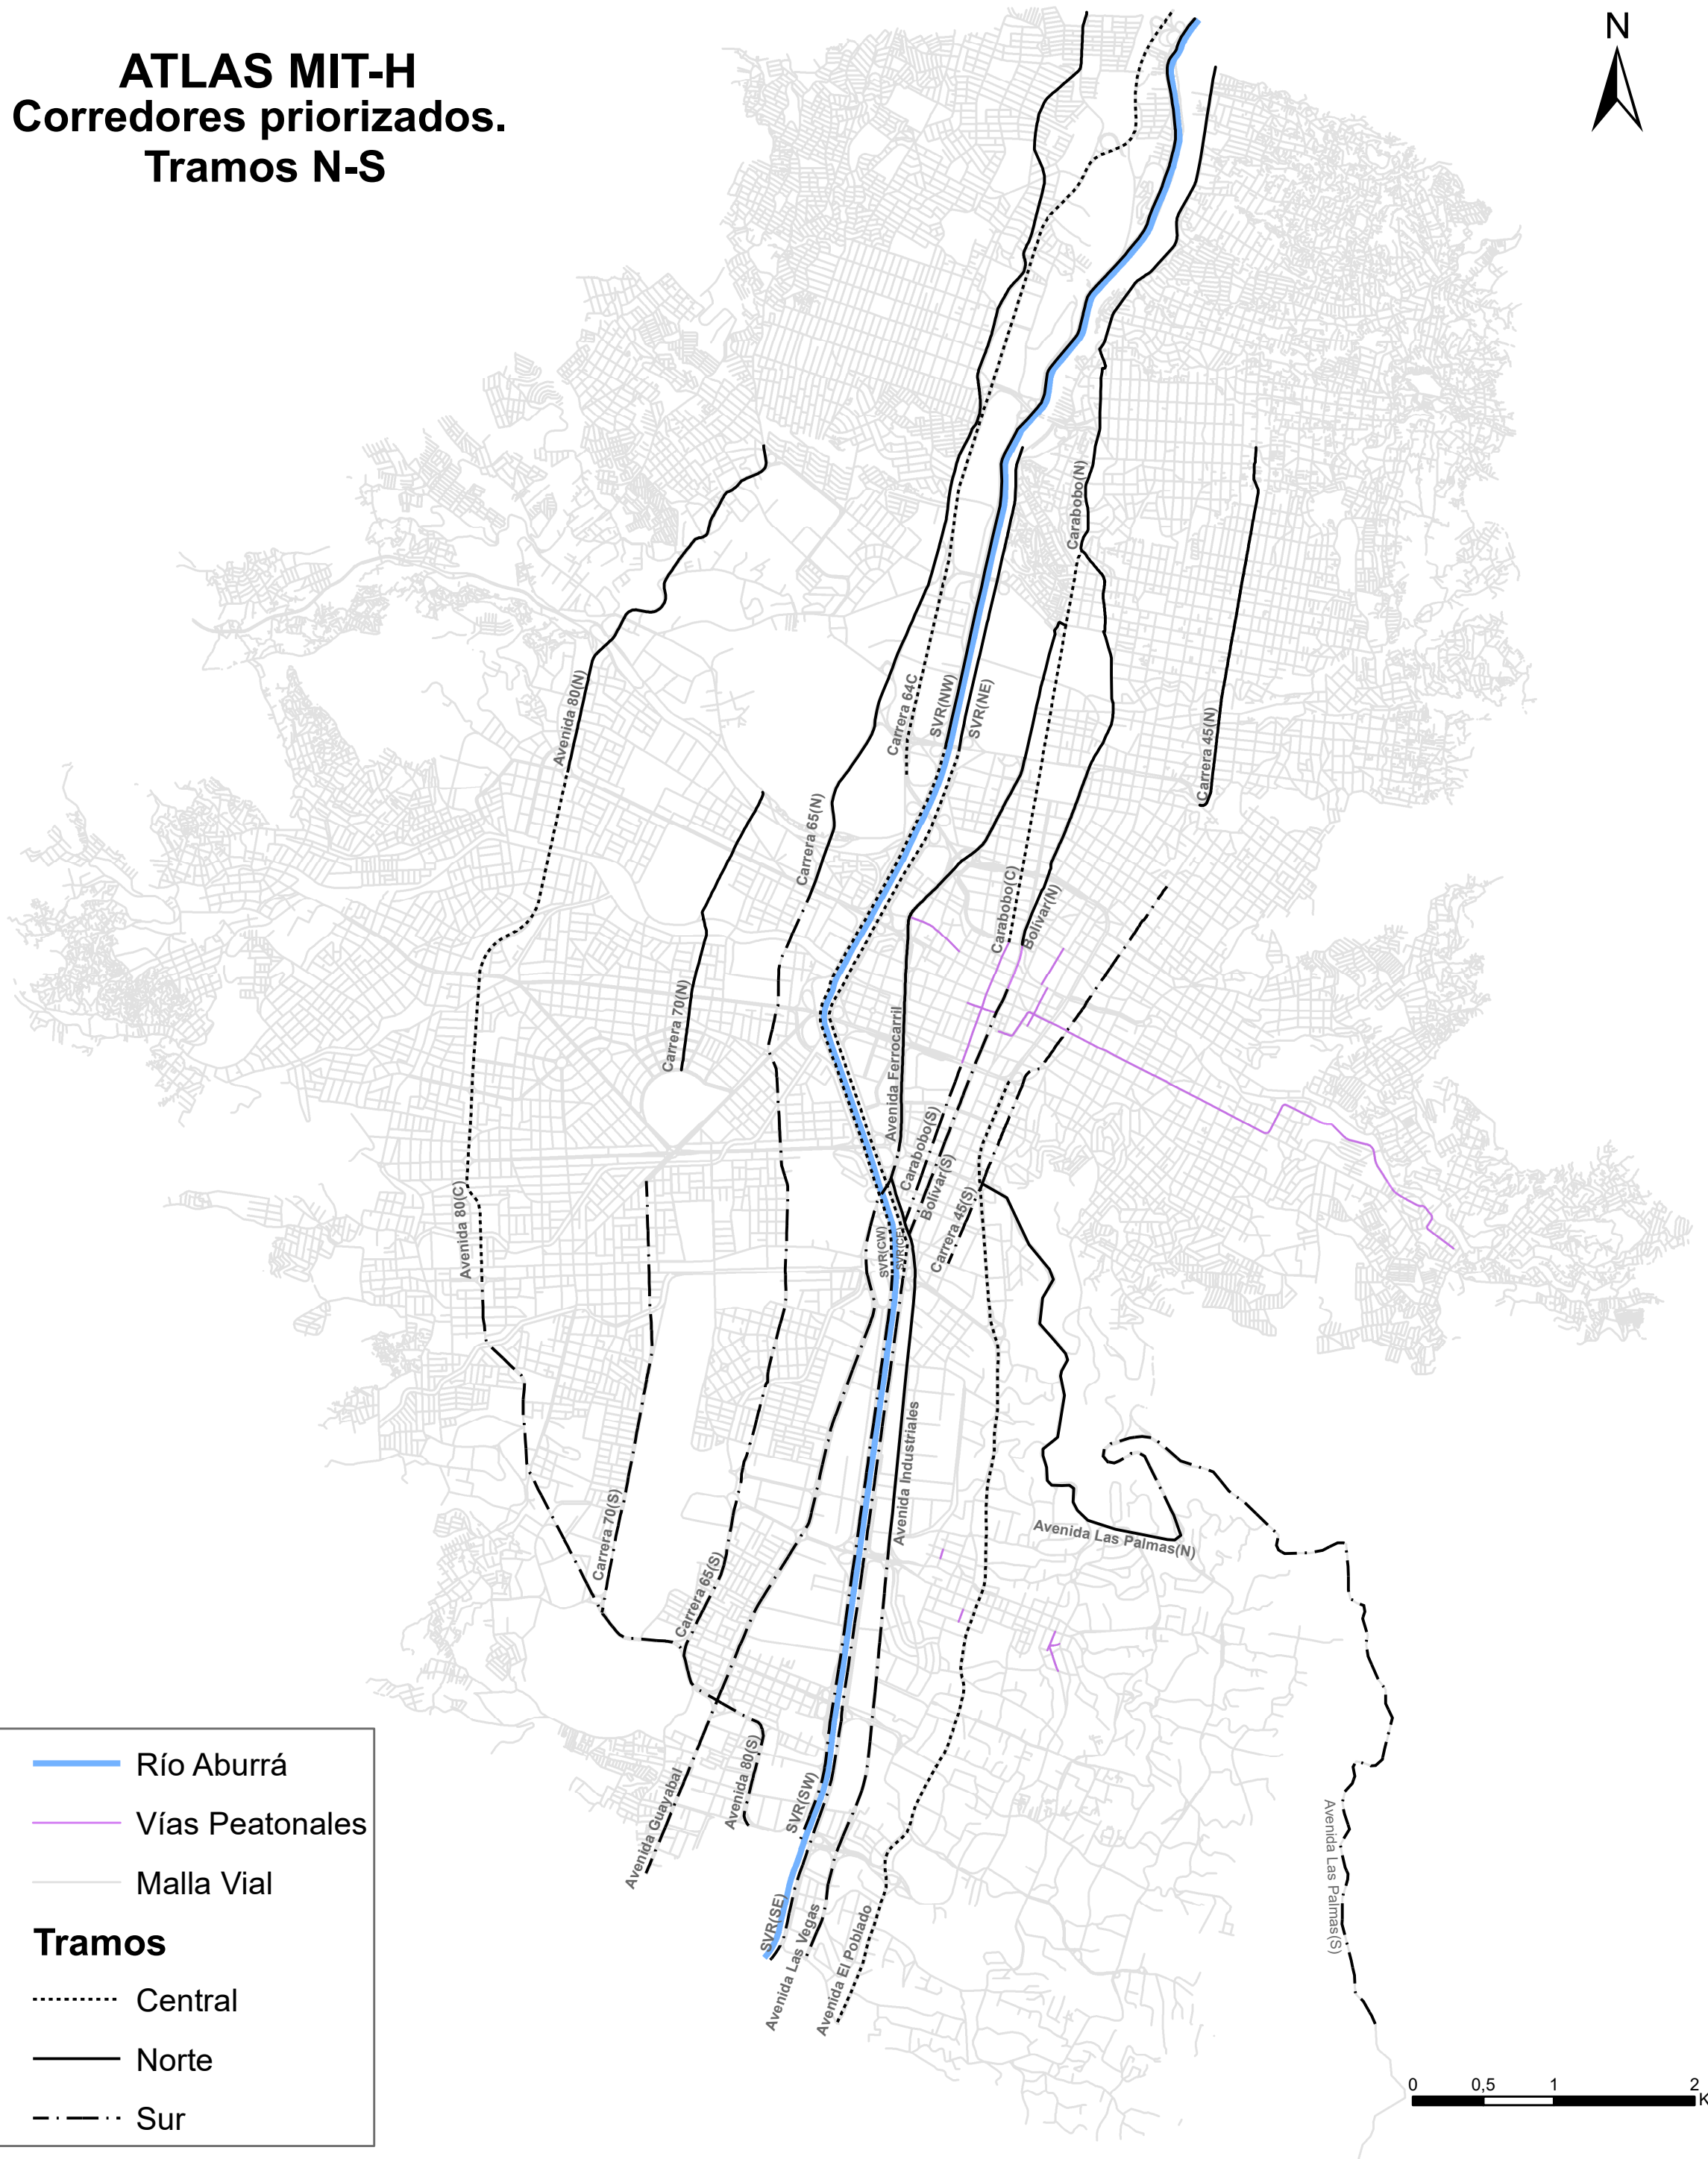 ATLAS MIT-H
Corredores priorizados.
Tramos N-S
N
Carabobo(N)
Avenida 80(N)
Carrera 64C
SVR(NW)
SVR(NE)
Carrera 45(N)
Carrera 65(N)
Carabobo(C)
Bolívar(N)
Carrera 70(N)
Avenida Ferrocarril
Carabobo(S)
Bolívar(S)
Carrera 45(S)
Avenida 80(C)
SVR(CW)
SVR(CE)
Avenida Industriales
Carrera 70(S)
Avenida Las Palmas(N)
Carrera 65(S)
Avenida 80(S)
Avenida Guayabal
SVR(SW)
Avenida Las Palmas(S)
SVR(SE)
Avenida Las Vegas
Avenida El Poblado
Río Aburrá
Vías Peatonales
Malla Vial
Tramos
Central
Norte
Sur
0 0,5 1 2
K